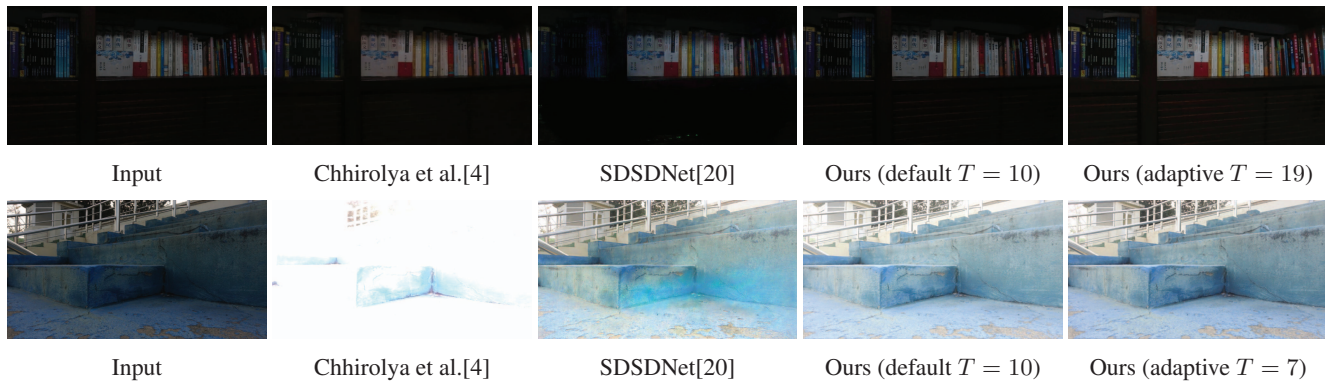 Input Chhirolya et al.[4] SDSDNet[20] Ours (default T = 10) Ours (adaptive T = 19)
Input Chhirolya et al.[4] SDSDNet[20] Ours (default T = 10) Ours (adaptive T = 7)